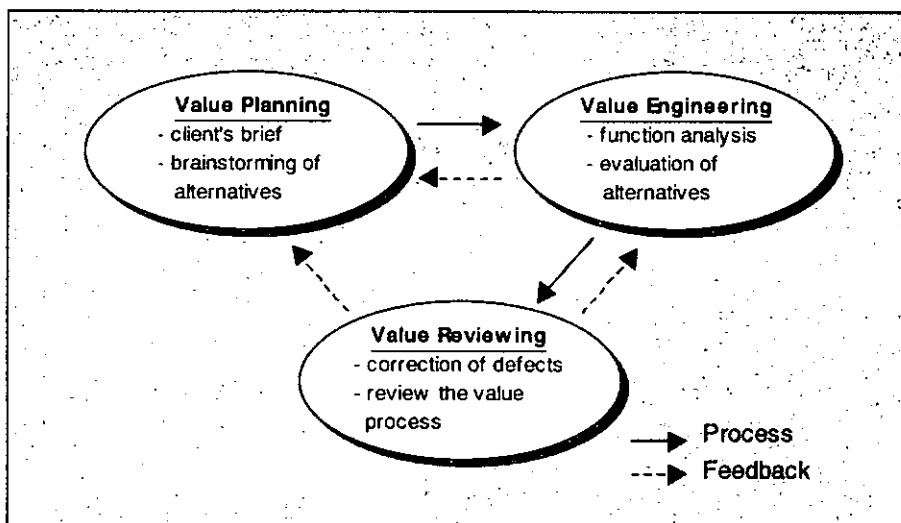 Value Planning
- client's brief
- brainstorming of
alternatives
Value Engineering
- function analysis
- evaluation of
alternatives
Value Reviewing
- correction of defects
- review the value
process
Process
Feedback